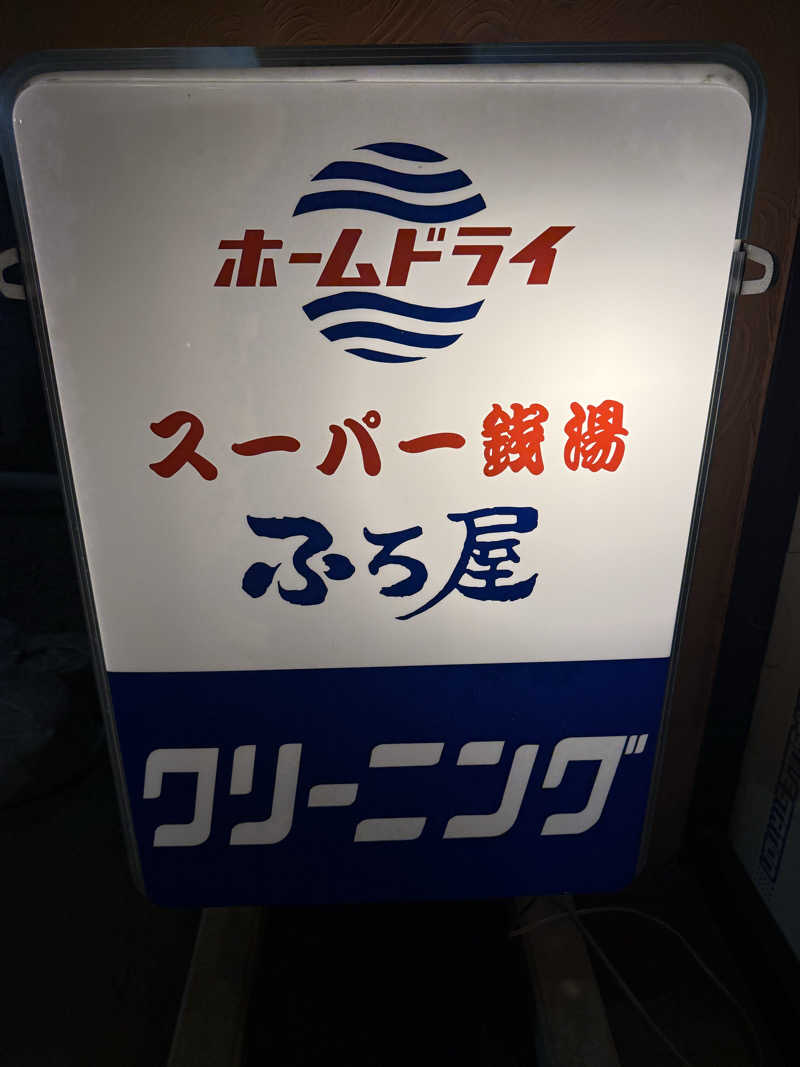 ホームドライ
スーパー銭湯
ふろ屋
クリーニング